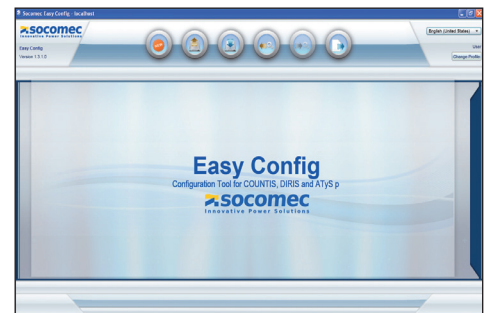 Socomec Easy Config - localhost
socomec
Innovative Power Solutions
English (United States)
Easy Config
User
Version 1.5.1.0
Change Profile
Easy Config
Configuration Tool for COUNTIS, DIRIS and ATyS p
socomec
Innovative Power Solutions